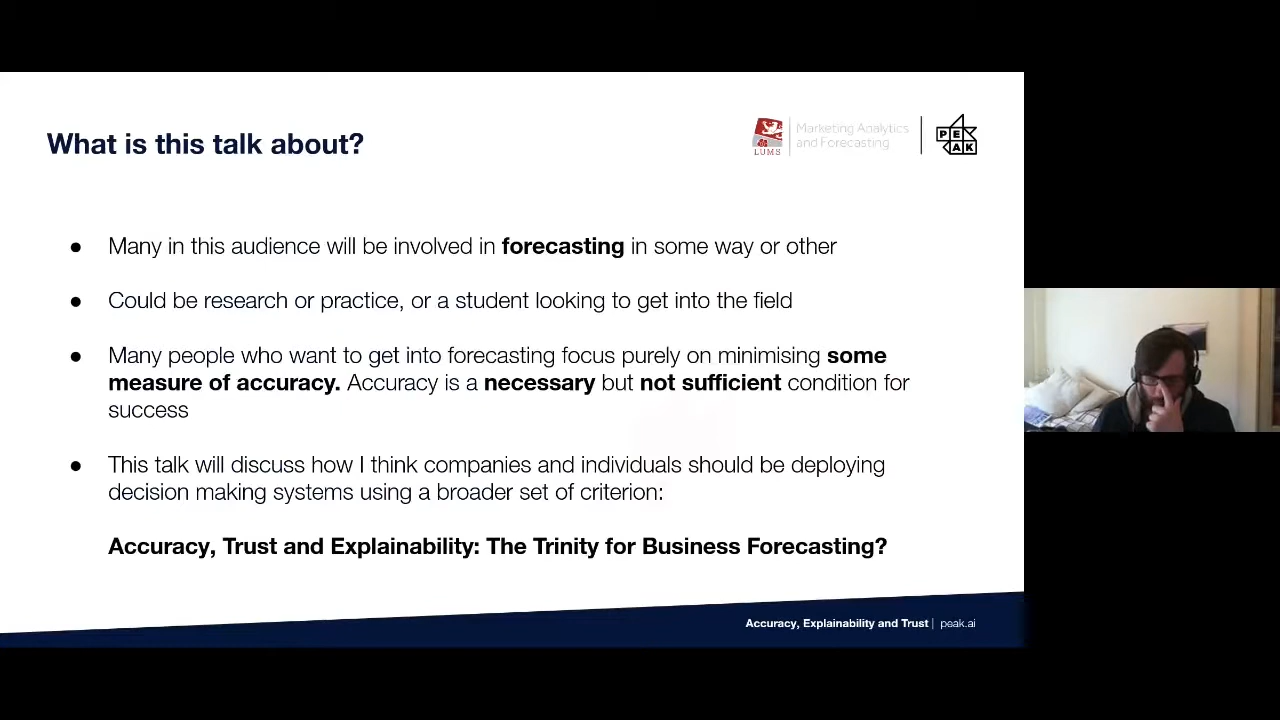 What is this talk about?
LUMS
Marketing Analytics
and Forecasting
PE
AK
● Many in this audience will be involved in forecasting in some way or other
● Could be research or practice, or a student looking to get into the field
● Many people who want to get into forecasting focus purely on minimising some
measure of accuracy. Accuracy is a necessary but not sufficient condition for
success
● This talk will discuss how I think companies and individuals should be deploying
decision making systems using a broader set of criterion:
Accuracy, Trust and Explainability: The Trinity for Business Forecasting?
Accuracy, Explainability and Trust | peak.ai